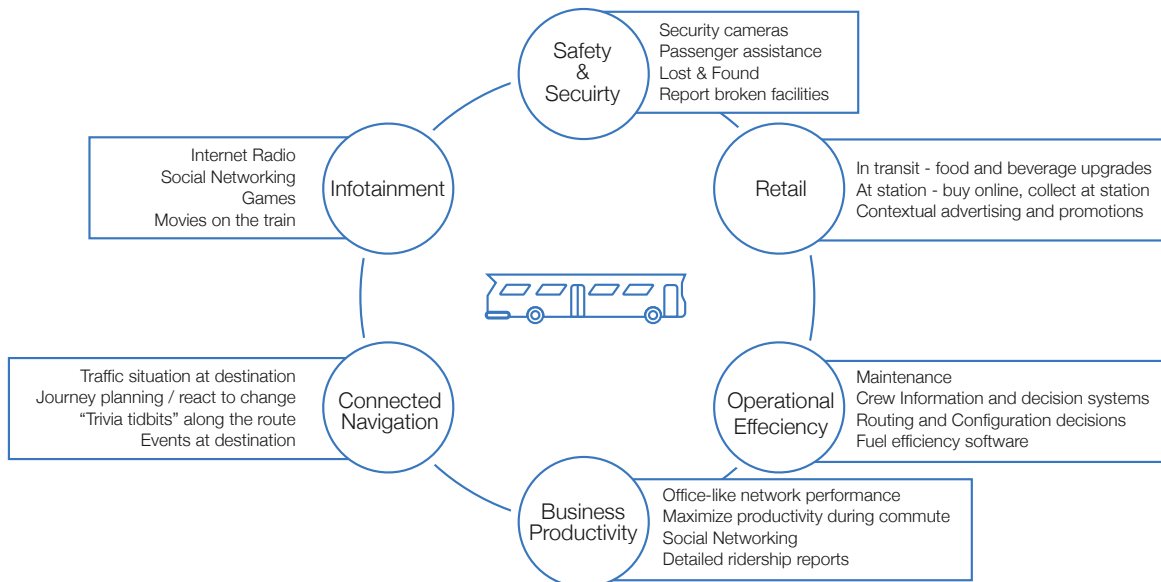 Safety
&
Secuirty
Security cameras
Passenger assistance
Lost & Found
Report broken facilities
Retail
In transit - food and beverage upgrades
At station - buy online, collect at station
Contextual advertising and promotions
Operational
Effeciency
Maintenance
Crew Information and decision systems
Routing and Configuration decisions
Fuel efficiency software
Business
Productivity
Office-like network performance
Maximize productivity during commute
Social Networking
Detailed ridership reports
Connected
Navigation
Traffic situation at destination
Journey planning / react to change
“Trivia tidbits” along the route
Events at destination
Infotainment
Internet Radio
Social Networking
Games
Movies on the train